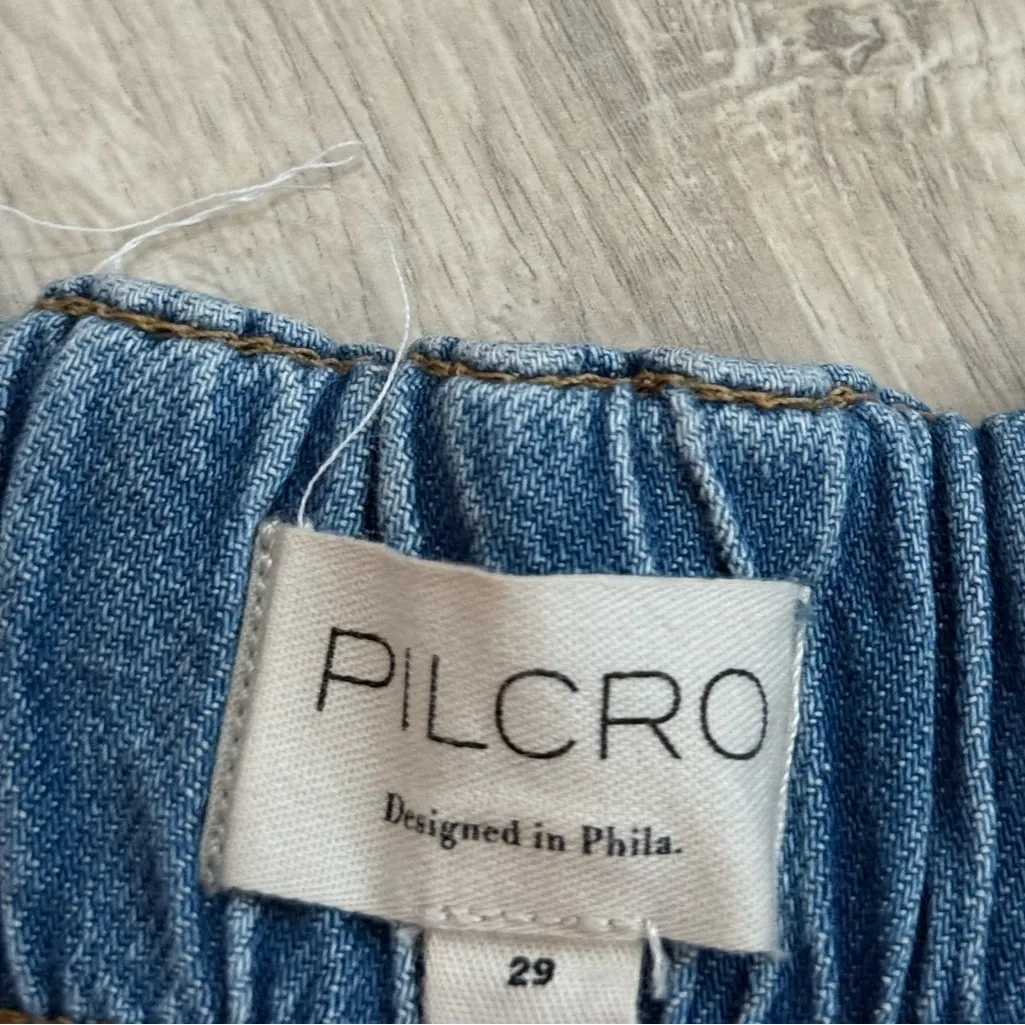 PILCRO
Designed in Phila.
29